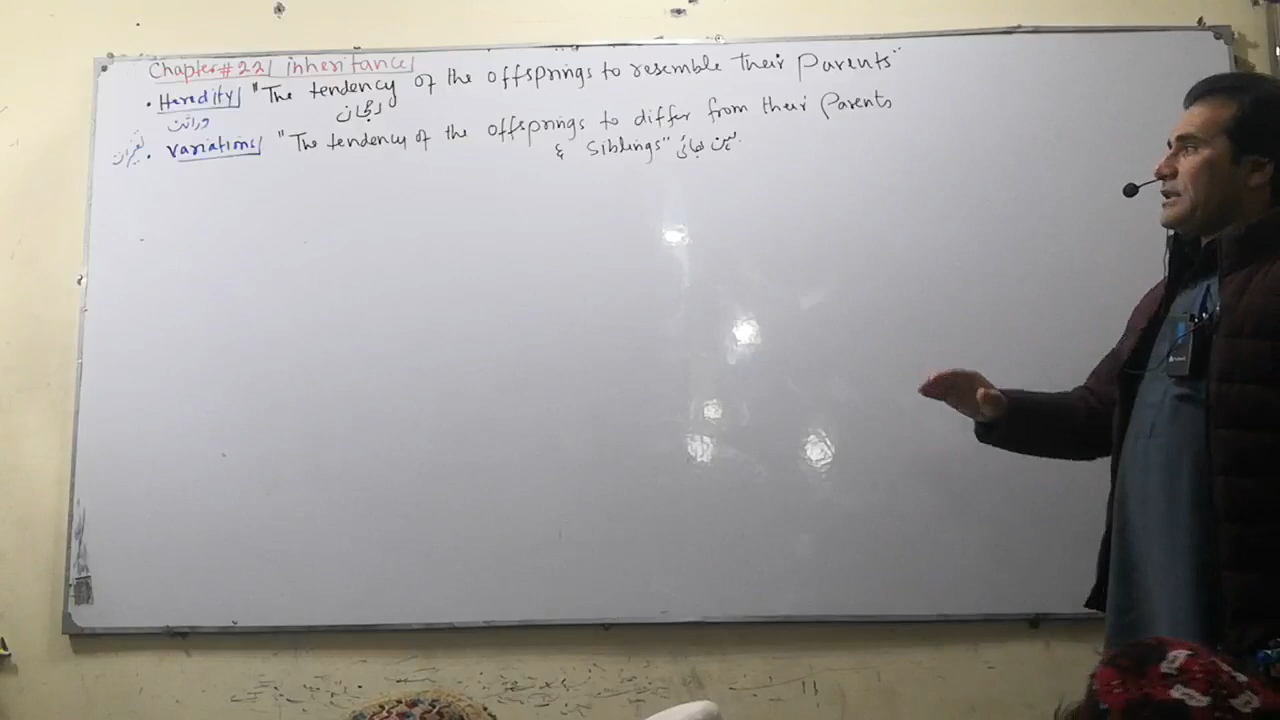 Chapter# 22/ inheritance/
• Heredity/ "The tendency of the offsprings to resemble their Parents"
وراثت رجحان
تغیرات • Variations/ "The tendency of the offsprings to differ from their Parents
& Siblings" بہن بھائی